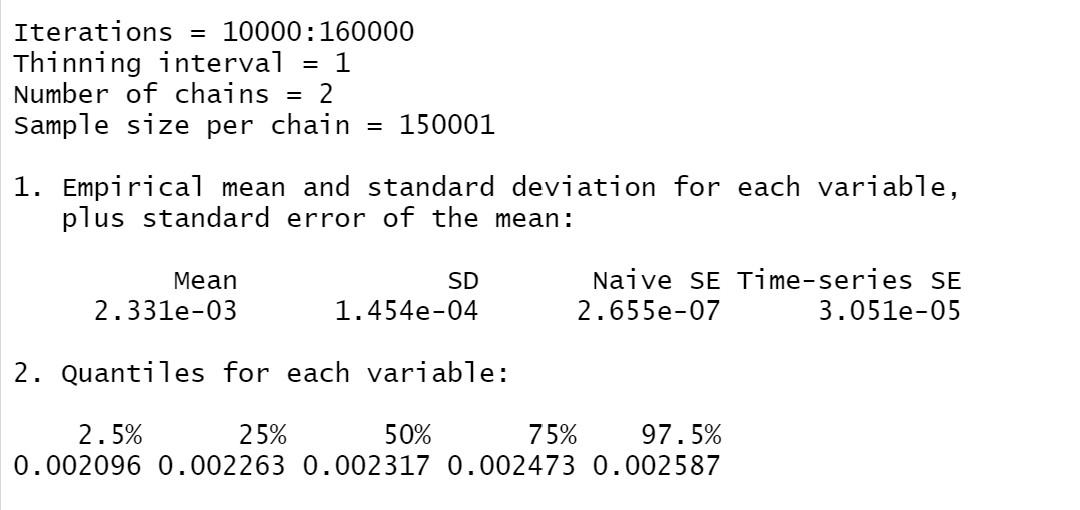 Iterations = 10000:160000
Thinning interval = 1
Number of chains = 2
Sample size per chain = 150001
1. Empirical mean and standard deviation for each variable,
plus standard error of the mean:
Mean SD Naive SE Time-series SE
2.331e-03 1.454e-04 2.655e-07 3.051e-05
2. Quantiles for each variable:
2.5% 25% 50% 75% 97.5%
0.002096 0.002263 0.002317 0.002473 0.002587